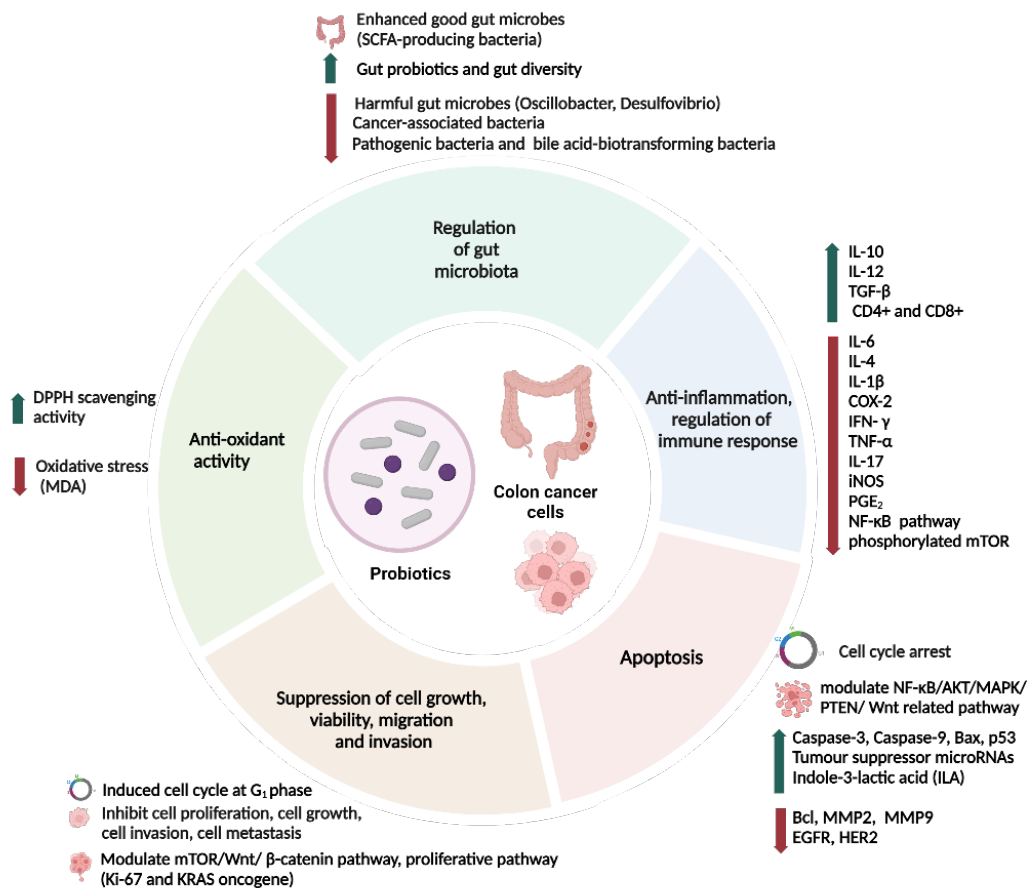 Enhanced good gut microbes
(SCFA-producing bacteria)
Gut probiotics and gut diversity
Harmful gut microbes (Oscillobacter, Desulfovibrio)
Cancer-associated bacteria
Pathogenic bacteria and bile acid-biotransforming bacteria
Regulation
of gut
microbiota
IL-10
IL-12
TGF-β
CD4+ and CD8+
IL-6
IL-4
IL-1β
COX-2
IFN- γ
TNF-α
IL-17
iNOS
PGE₂
NF-κB pathway
phosphorylated mTOR
Anti-inflammation,
regulation of
immune response
DPPH scavenging
activity
Oxidative stress
(MDA)
Anti-oxidant
activity
Probiotics
Colon cancer
cells
Apoptosis
Cell cycle arrest
modulate NF-κB/AKT/MAPK/
PTEN/ Wnt related pathway
Caspase-3, Caspase-9, Bax, p53
Tumour suppressor microRNAs
Indole-3-lactic acid (ILA)
Bcl, MMP2, MMP9
EGFR, HER2
Suppression of cell growth,
viability, migration
and invasion
Induced cell cycle at G₁ phase
Inhibit cell proliferation, cell growth,
cell invasion, cell metastasis
Modulate mTOR/Wnt/ β-catenin pathway, proliferative pathway
(Ki-67 and KRAS oncogene)